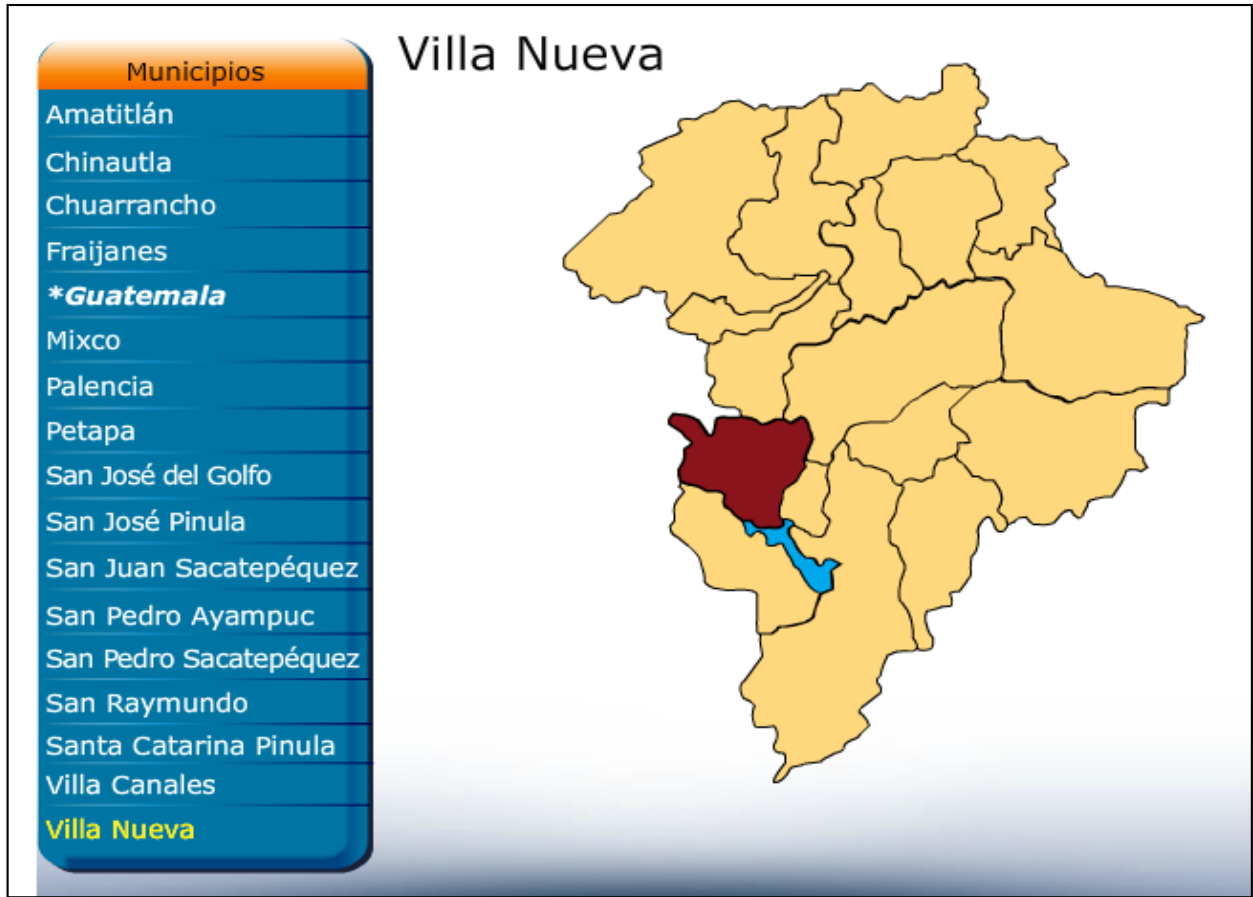 Villa Nueva
Municipios
Amatitlán
Chinautla
Chuarrancho
Fraijanes
*Guatemala
Mixco
Palencia
Petapa
San José del Golfo
San José Pinula
San Juan Sacatepéquez
San Pedro Ayampuc
San Pedro Sacatepéquez
San Raymundo
Santa Catarina Pinula
Villa Canales
Villa Nueva